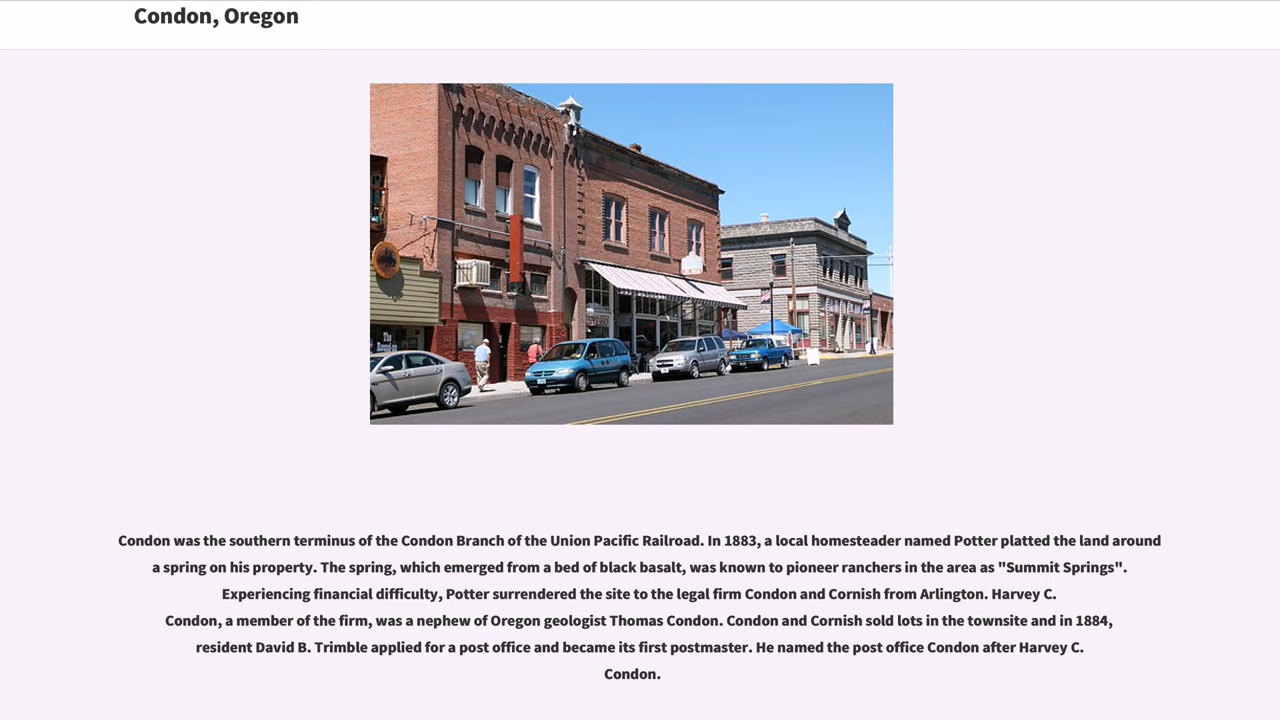 Condon, Oregon
Condon was the southern terminus of the Condon Branch of the Union Pacific Railroad. In 1883, a local homesteader named Potter platted the land around
a spring on his property. The spring, which emerged from a bed of black basalt, was known to pioneer ranchers in the area as "Summit Springs".
Experiencing financial difficulty, Potter surrendered the site to the legal firm Condon and Cornish from Arlington. Harvey C.
Condon, a member of the firm, was a nephew of Oregon geologist Thomas Condon. Condon and Cornish sold lots in the townsite and in 1884,
resident David B. Trimble applied for a post office and became its first postmaster. He named the post office Condon after Harvey C.
Condon.